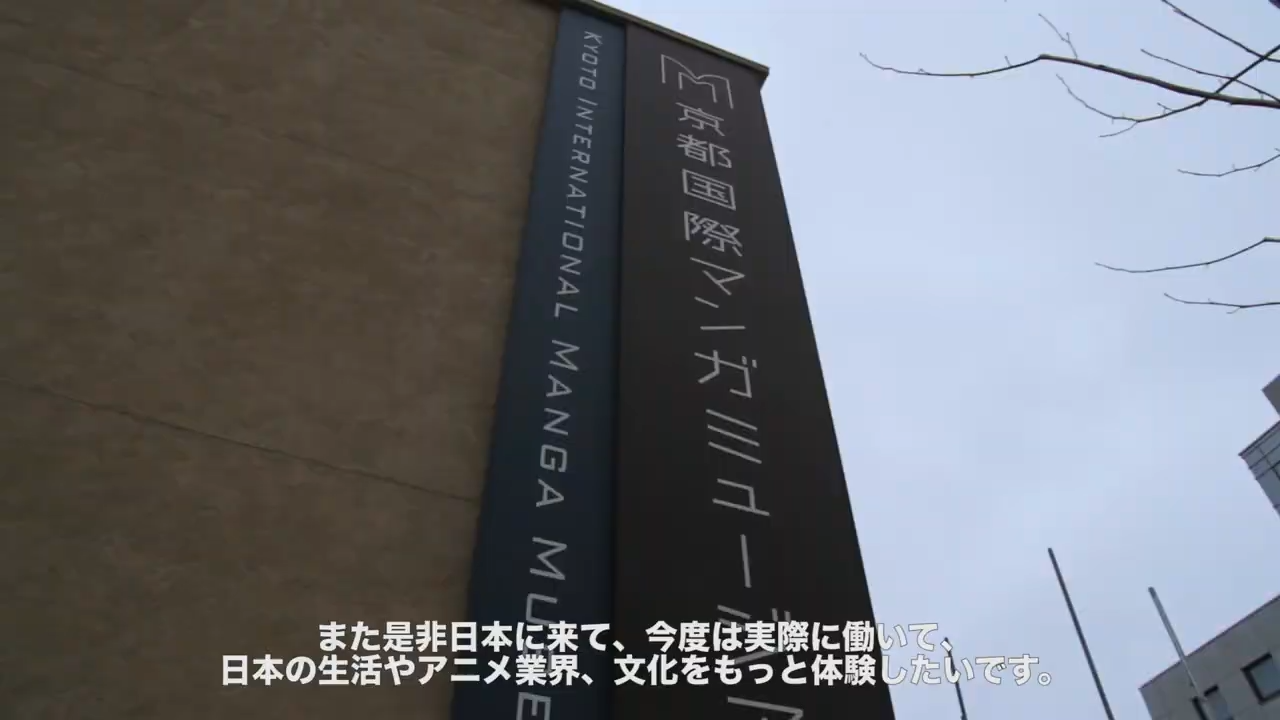 KYOTO INTERNATIONAL MANGA MUSE
M
京都国際マンガミュージア
また是非日本に来て、今度は実際に働いて、
日本の生活やアニメ業界、文化をもっと体験したいです。